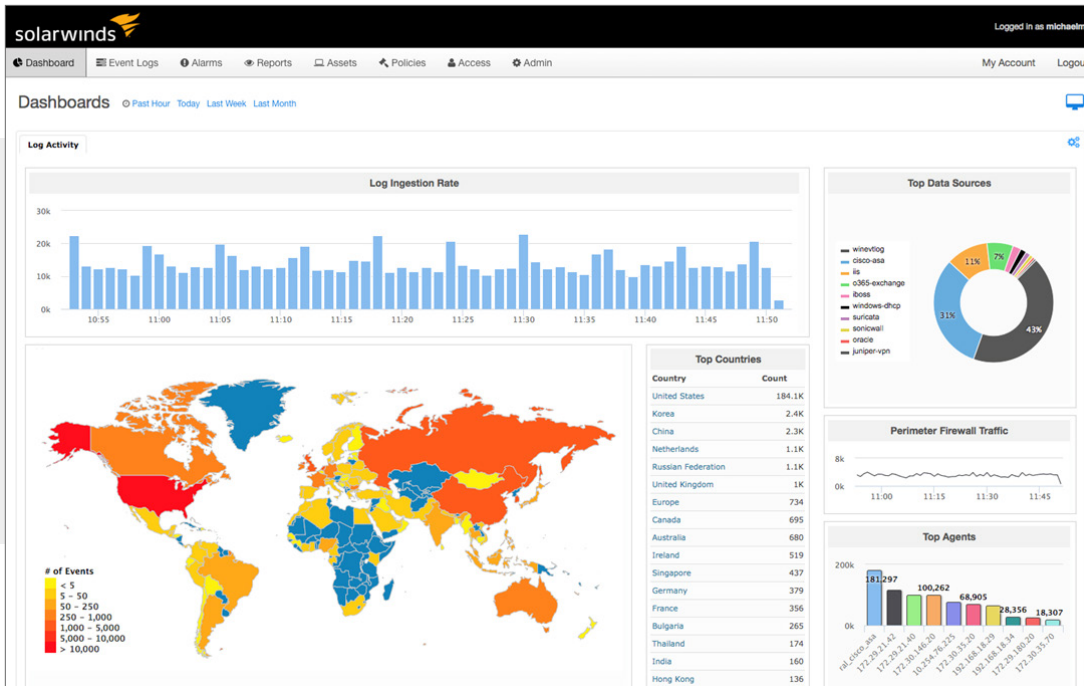 solarwinds
Logged in as michaelm
Dashboard Event Logs Alarms Reports Assets Policies Access Admin My Account Logou
Dashboards Past Hour Today Last Week Last Month
Log Activity
Log Ingestion Rate
30k
20k
10k
0k
10:55 11:00 11:05 11:10 11:15 11:20 11:25 11:30 11:35 11:40 11:45 11:50
Top Data Sources
winevtlog
cisco-asa
iis
o365-exchange
iboss
windows-dhcp
suricata
sonicwall
oracle
juniper-vpn
11% 7%
31%
43%
# of Events
< 5
5 - 50
50 - 250
250 - 1,000
1,000 - 5,000
5,000 - 10,000
> 10,000
Top Countries
Country Count
United States 184.1K
Korea 2.4K
China 2.3K
Netherlands 1.1K
Russian Federation 1.1K
United Kingdom 1K
Europe 734
Canada 695
Australia 680
Ireland 519
Singapore 437
Germany 379
France 356
Bulgaria 265
Thailand 174
India 160
Hong Kong 136
Perimeter Firewall Traffic
8k
0k
11:00 11:15 11:30 11:45
Top Agents
200k
0k
181,297 100,262 68,905 28,356 18,307
ral_cisco_asa
172.29.21.42
172.29.21.40
172.30.146.20
10.254.76.225
172.30.35.20
192.168.18.29
192.168.18.34
172.29.180.20
172.30.35.70